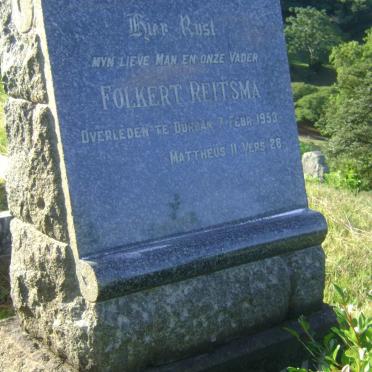 Hier Rust
MYN LIEVE MAN EN ONZE VADER
FOLKERT REITSMA
OVERLEDEN TE DURBAN 7 FEBR 1953
MATTHEUS 11 VERS 28